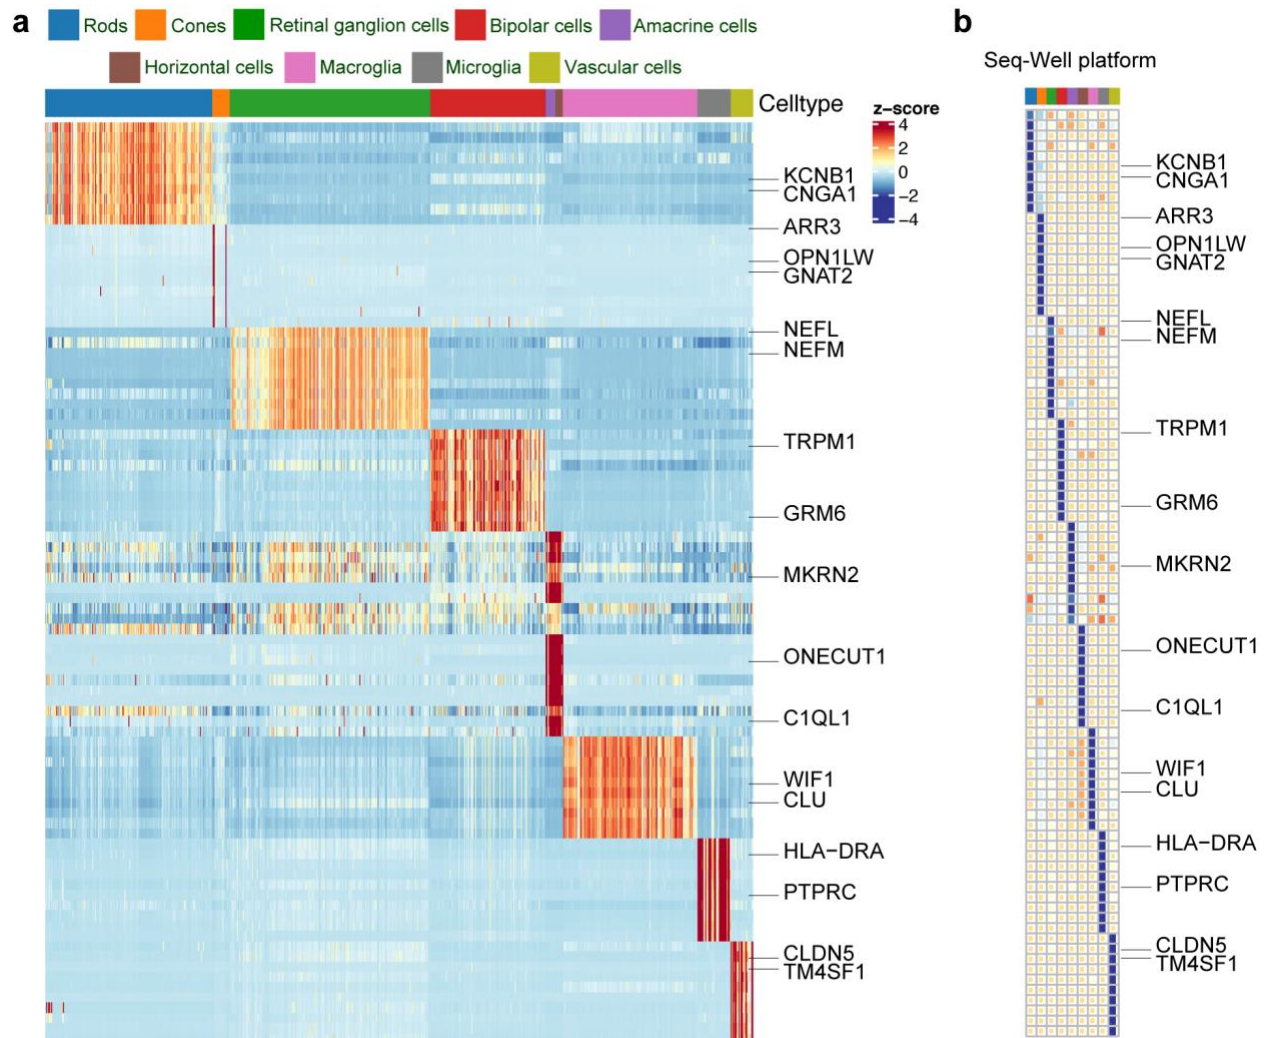 a
Rods Cones Retinal ganglion cells Bipolar cells Amacrine cells
Horizontal cells Macroglia Microglia Vascular cells
Celltype
z−score
4
2
0
−2
−4
KCNB1
CNGA1
ARR3
OPN1LW
GNAT2
NEFL
NEFM
TRPM1
GRM6
MKRN2
ONECUT1
C1QL1
WIF1
CLU
HLA−DRA
PTPRC
CLDN5
TM4SF1
b
Seq-Well platform
KCNB1
CNGA1
ARR3
OPN1LW
GNAT2
NEFL
NEFM
TRPM1
GRM6
MKRN2
ONECUT1
C1QL1
WIF1
CLU
HLA−DRA
PTPRC
CLDN5
TM4SF1